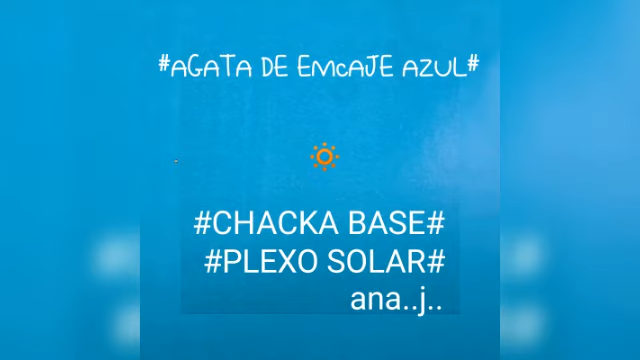 #AGATA DE EMCAJE AZUL#
#CHACKA BASE#
#PLEXO SOLAR#
ana..j..